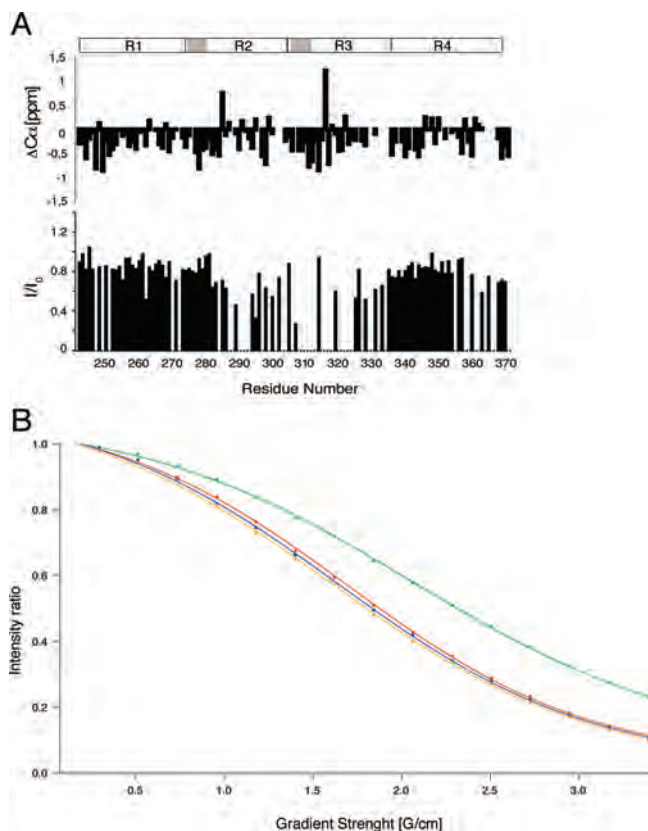 A
R1 R2 R3 R4
1,5
1
0,5
0
-0,5
-1
-1,5
ΔCα[ppm]
1.2
0.8
0.4
0
I/I0
250 260 270 280 290 300 310 320 330 340 350 360 370
Residue Number
B
1.0
0.8
0.6
0.4
0.2
0.0
Intensity ratio
0.5 1.0 1.5 2.0 2.5 3.0
Gradient Strenght [G/cm]